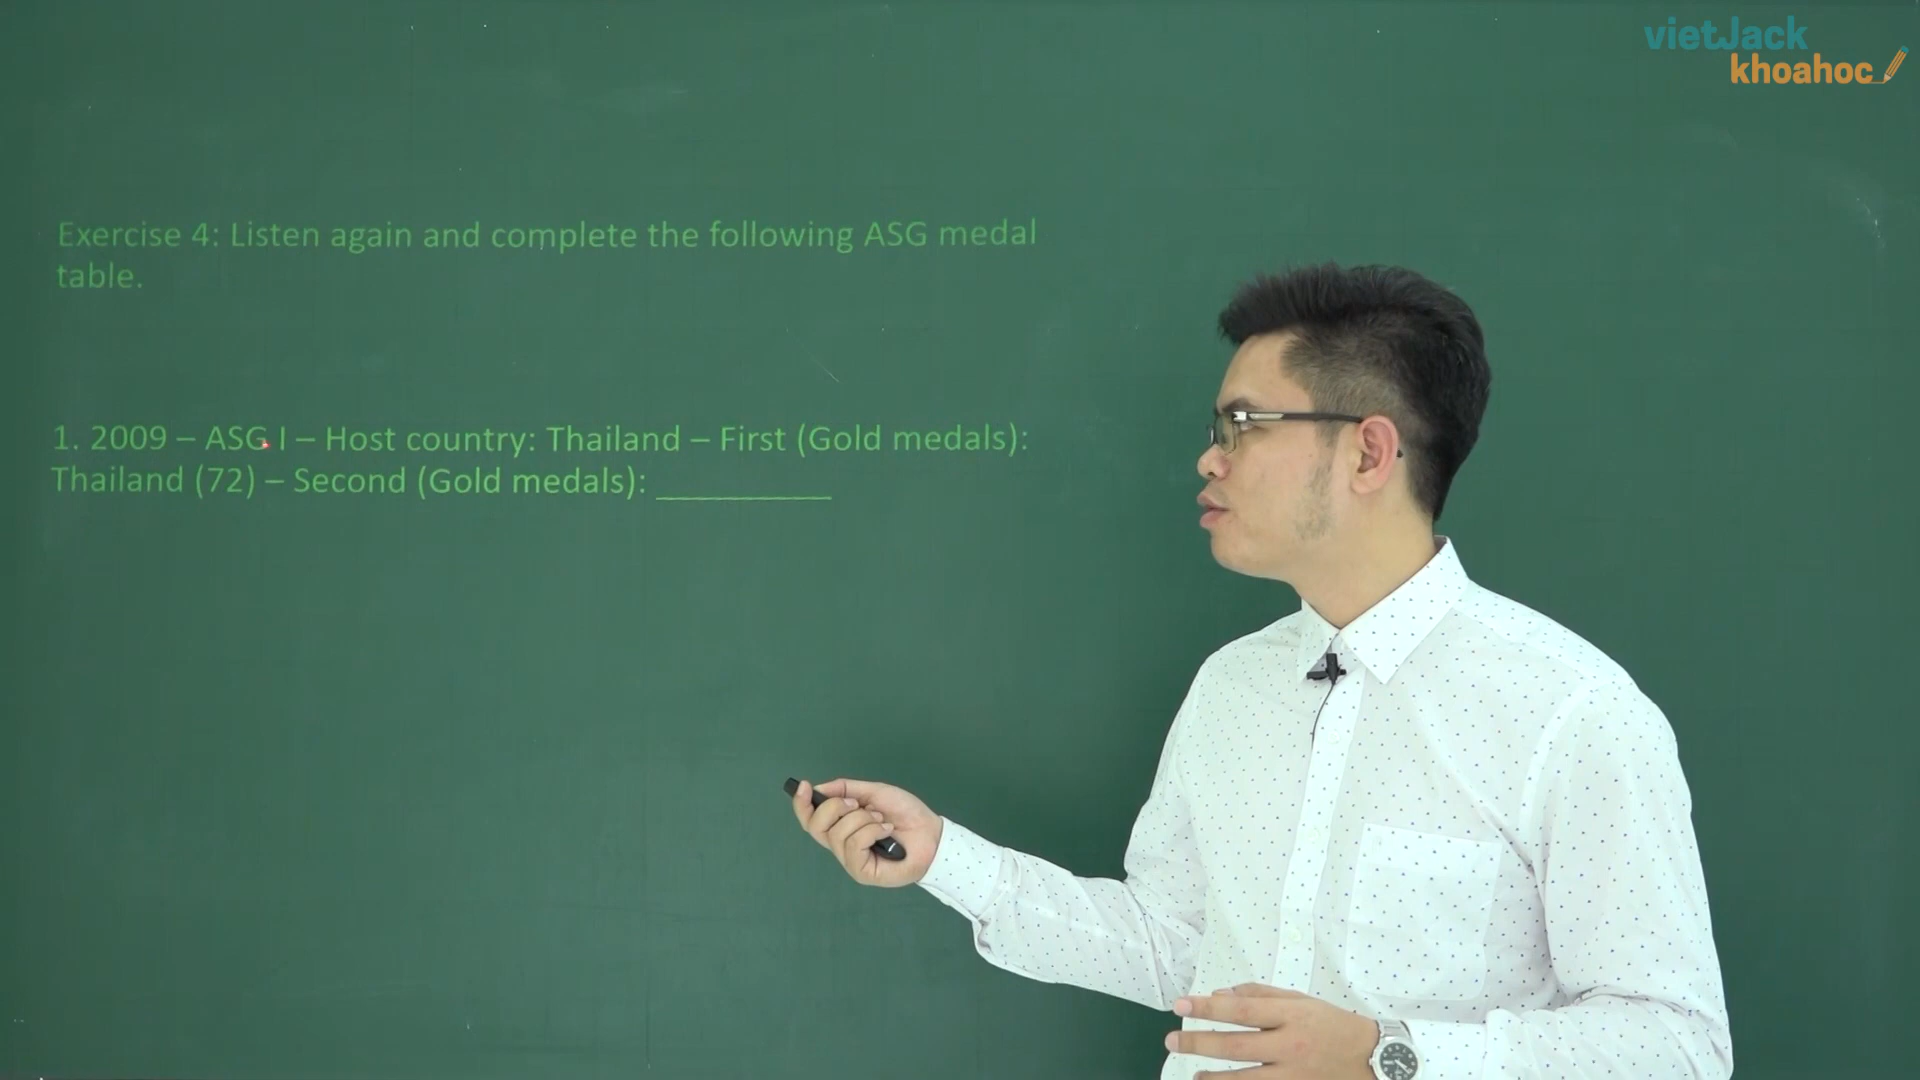 vietJack
khoahoc
Exercise 4: Listen again and complete the following ASG medal
table.
1. 2009 – ASG I – Host country: Thailand – First (Gold medals):
Thailand (72) – Second (Gold medals): __________